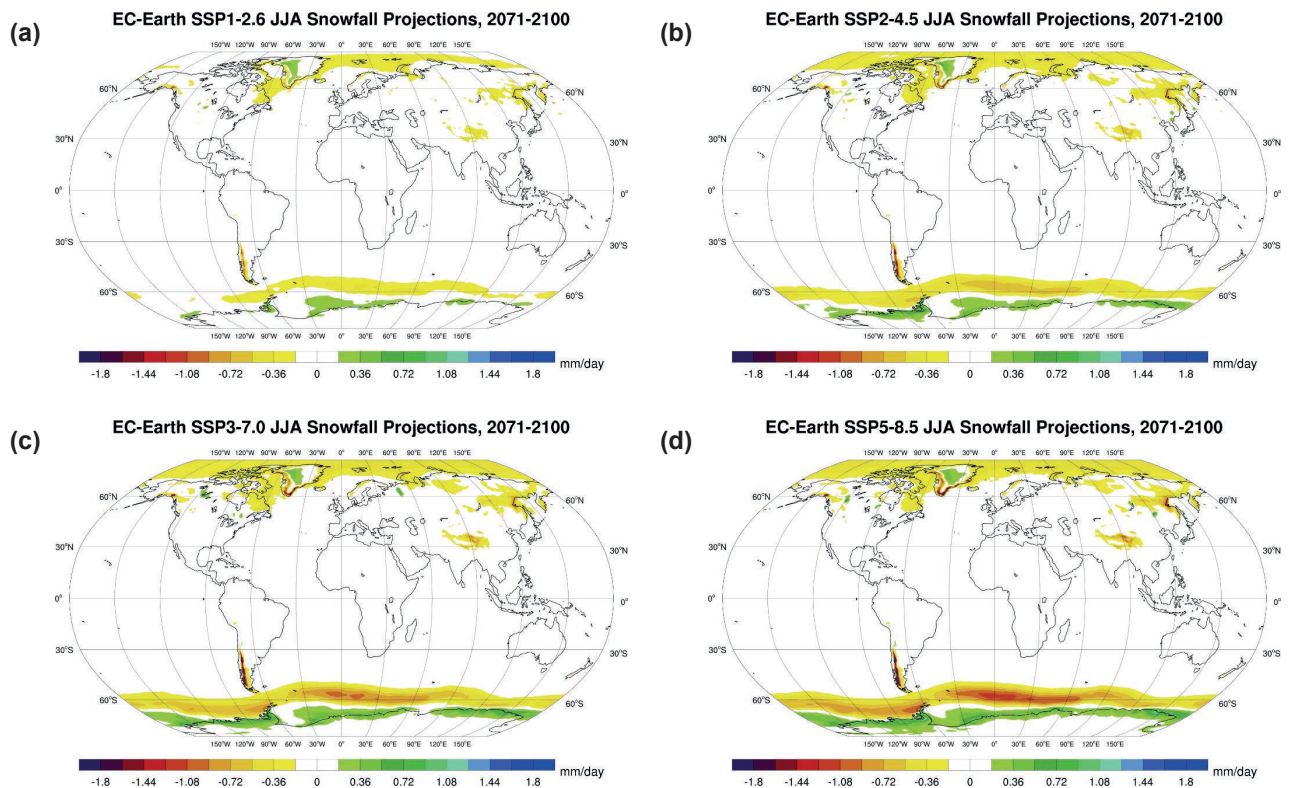 (a)
EC-Earth SSP1-2.6 JJA Snowfall Projections, 2071-2100
150°W 120°W 90°W 60°W 30°W 0° 30°E 60°E 90°E 120°E 150°E
60°N 60°N
30°N 30°N
0° 0°
30°S 30°S
60°S 60°S
150°W 120°W 90°W 60°W 30°W 0° 30°E 60°E 90°E 120°E 150°E
-1.8 -1.44 -1.08 -0.72 -0.36 0 0.36 0.72 1.08 1.44 1.8 mm/day
(b)
EC-Earth SSP2-4.5 JJA Snowfall Projections, 2071-2100
150°W 120°W 90°W 60°W 30°W 0° 30°E 60°E 90°E 120°E 150°E
60°N 60°N
30°N 30°N
0° 0°
30°S 30°S
60°S 60°S
150°W 120°W 90°W 60°W 30°W 0° 30°E 60°E 90°E 120°E 150°E
-1.8 -1.44 -1.08 -0.72 -0.36 0 0.36 0.72 1.08 1.44 1.8 mm/day
(c)
EC-Earth SSP3-7.0 JJA Snowfall Projections, 2071-2100
150°W 120°W 90°W 60°W 30°W 0° 30°E 60°E 90°E 120°E 150°E
60°N 60°N
30°N 30°N
0° 0°
30°S 30°S
60°S 60°S
150°W 120°W 90°W 60°W 30°W 0° 30°E 60°E 90°E 120°E 150°E
-1.8 -1.44 -1.08 -0.72 -0.36 0 0.36 0.72 1.08 1.44 1.8 mm/day
(d)
EC-Earth SSP5-8.5 JJA Snowfall Projections, 2071-2100
150°W 120°W 90°W 60°W 30°W 0° 30°E 60°E 90°E 120°E 150°E
60°N 60°N
30°N 30°N
0° 0°
30°S 30°S
60°S 60°S
150°W 120°W 90°W 60°W 30°W 0° 30°E 60°E 90°E 120°E 150°E
-1.8 -1.44 -1.08 -0.72 -0.36 0 0.36 0.72 1.08 1.44 1.8 mm/day